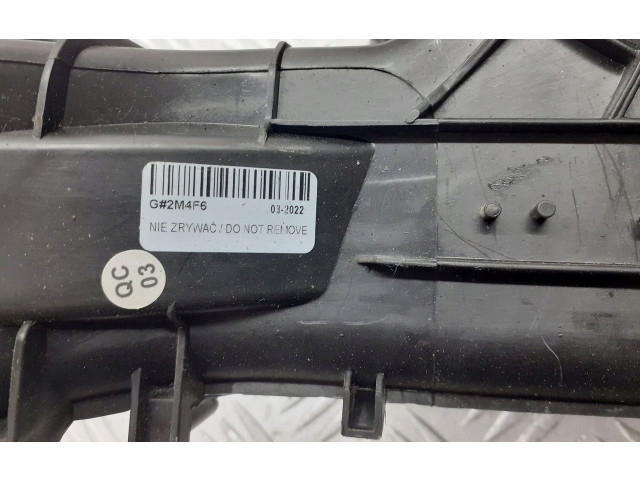 G#2M4F6 03-2022
NIE ZRYWAĆ / DO NOT REMOVE
QC
03